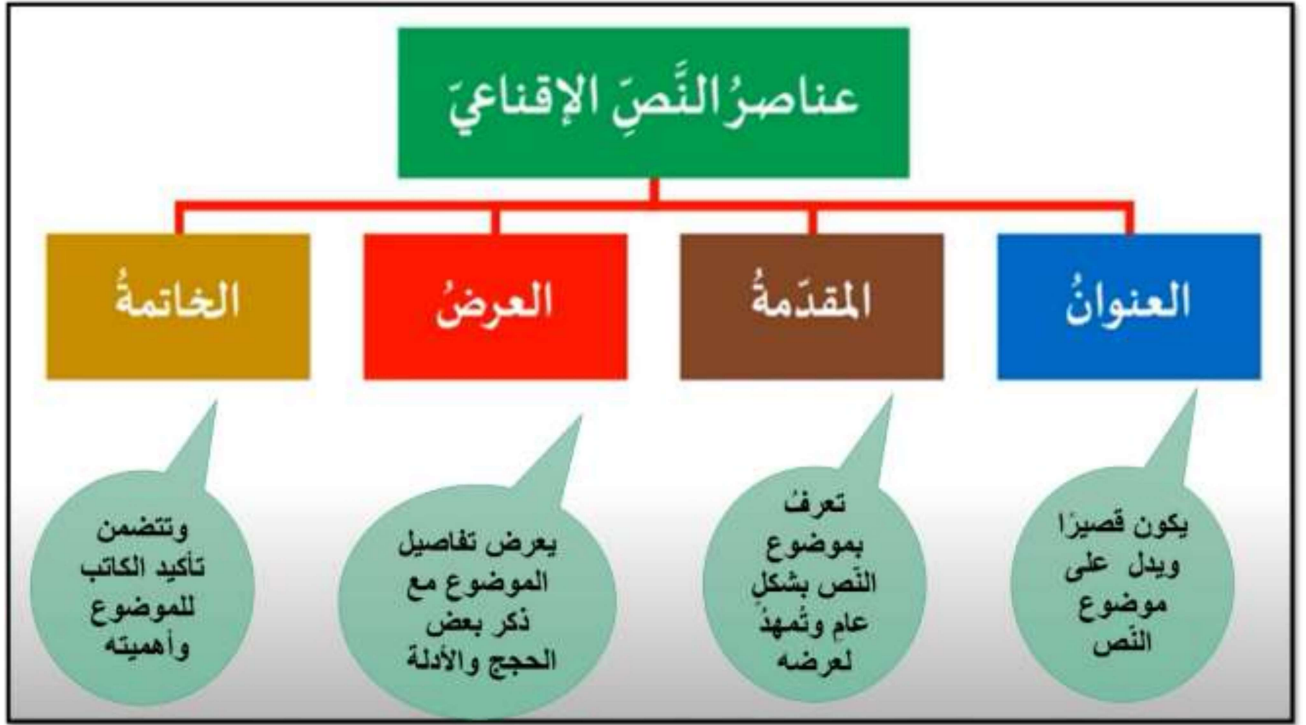 عناصرُ النَّصِّ الإقناعيّ
العنوانُ
المقدّمةُ
العرضُ
الخاتمةُ
يكون قصيرًا
ويدل على
موضوع
النّص
تعرفُ
بموضوع
النّص بشكلٍ
عامٍ وتُمهدُ
لعرضه
يعرض تفاصيل
الموضوع مع
ذكر بعض
الحجج والأدلة
وتتضمن
تأكيد الكاتب
للموضوع
وأهميته